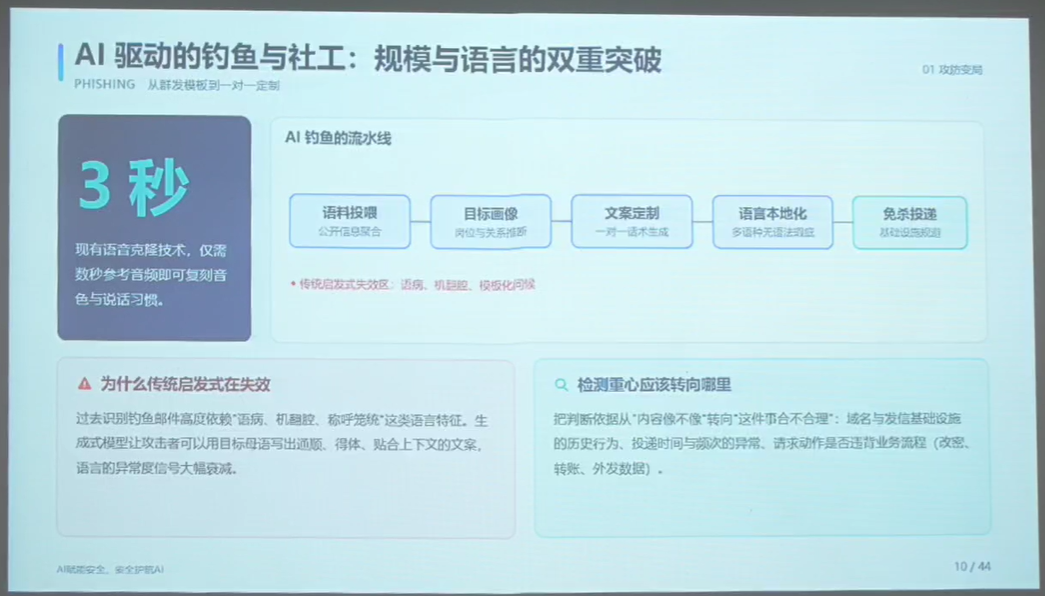 AI 驱动的钓鱼与社工：规模与语言的双重突破
PHISHING 从群发模板到一对一定制
01 攻防变局
3 秒
现有语音克隆技术，仅需
数秒参考音频即可复刻音
色与说话习惯。
AI 钓鱼的流水线
语料投喂
公开信息聚合
目标画像
岗位与关系推断
文案定制
一对一话术生成
语言本地化
多语种无语法瑕疵
免杀投递
基础设施规避
• 传统启发式失效区：语病、机翻腔、模板化问候
为什么传统启发式在失效
过去识别钓鱼邮件高度依赖"语病、机翻腔、称呼笼统"这类语言特征。生
成式模型让攻击者可以用目标母语写出通顺、得体、贴合上下文的文案，
语言的异常度信号大幅衰减。
检测重心应该转向哪里
把判断依据从"内容像不像"转向"这件事合不合理"：域名与发信基础设施
的历史行为、投递时间与频次的异常、请求动作是否违背业务流程（改密、
转账、外发数据）。
AI赋能安全，安全护航AI
10 / 44